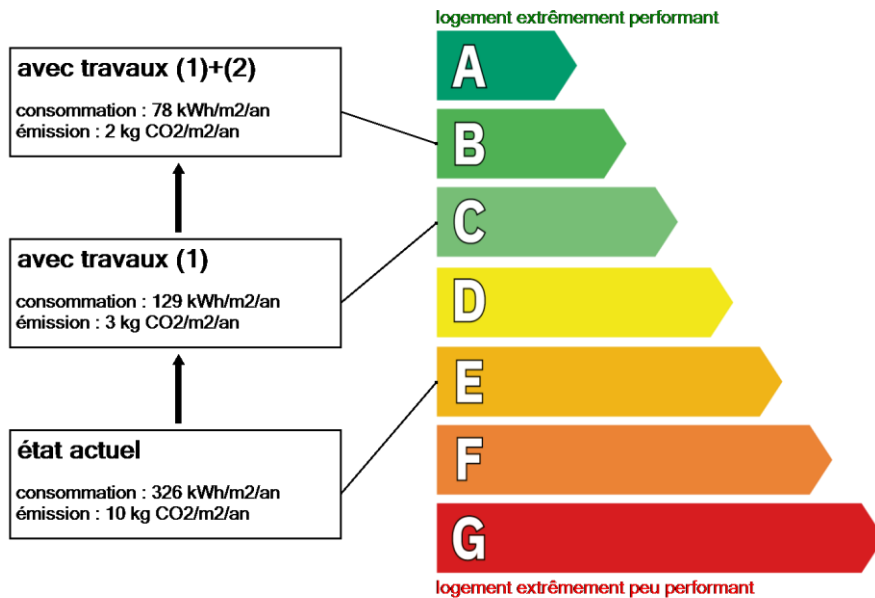 logement extrêmement performant
avec travaux (1)+(2)
consommation : 78 kWh/m2/an
émission : 2 kg CO2/m2/an
avec travaux (1)
consommation : 129 kWh/m2/an
émission : 3 kg CO2/m2/an
état actuel
consommation : 326 kWh/m2/an
émission : 10 kg CO2/m2/an
A
B
C
D
E
F
G
logement extrêmement peu performant